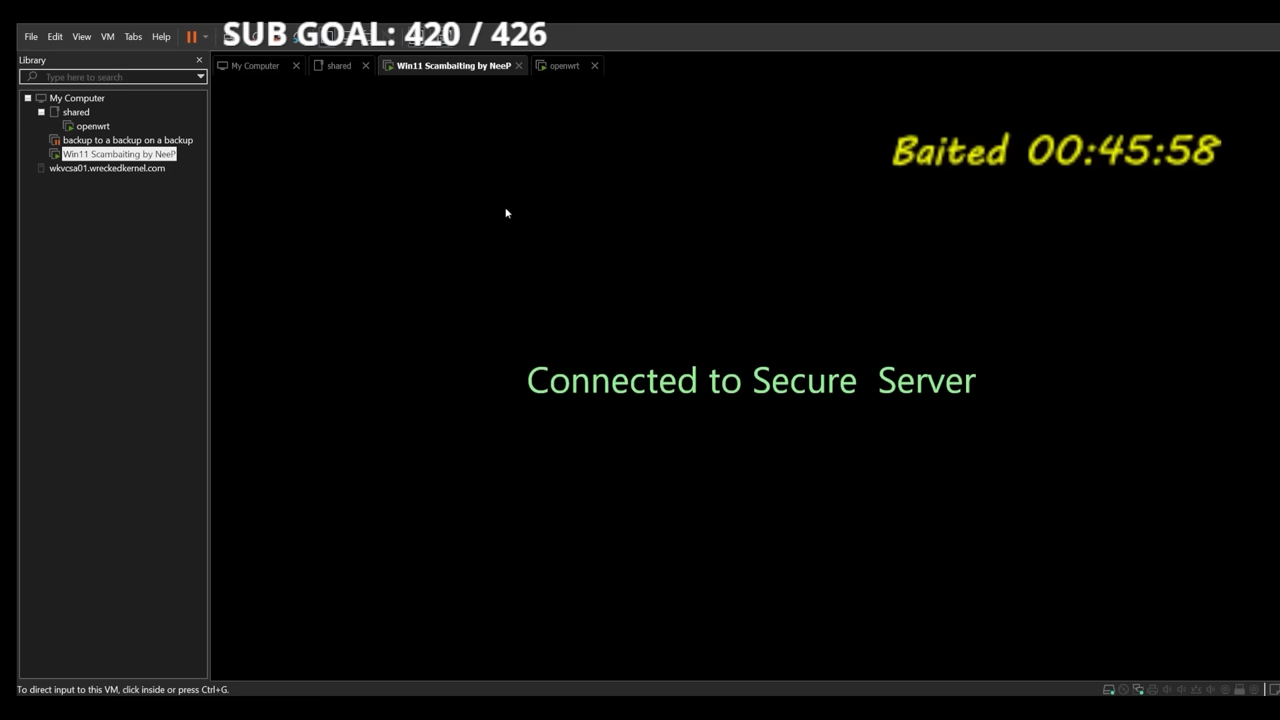 SUB GOAL: 420 / 426
File Edit View VM Tabs Help
Library
Type here to search
My Computer
shared
openwrt
backup to a backup on a backup
Win11 Scambaiting by NeeP
wkvcsa01.wreckedkernel.com
My Computer shared Win11 Scambaiting by NeeP openwrt
Baited 00:45:58
Connected to Secure Server
To direct input to this VM, click inside or press Ctrl+G.